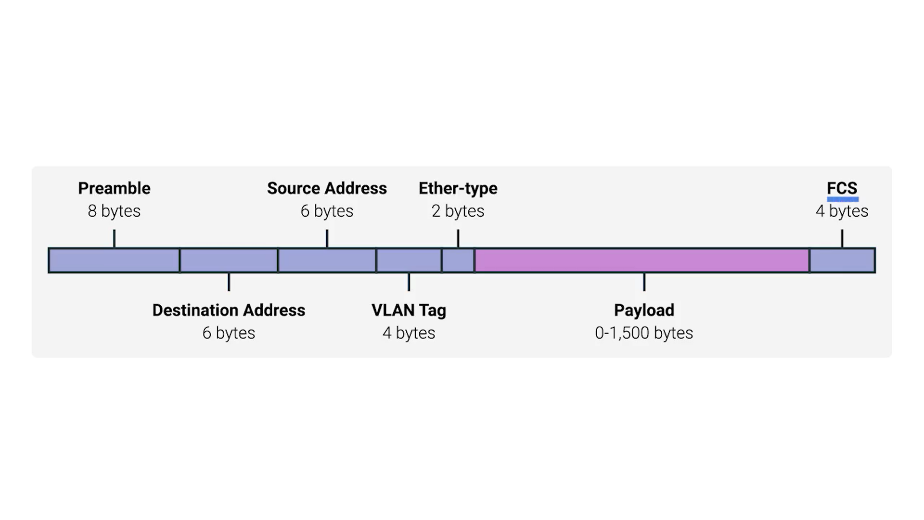 Preamble
8 bytes
Source Address
6 bytes
Ether-type
2 bytes
FCS
4 bytes
Destination Address
6 bytes
VLAN Tag
4 bytes
Payload
0-1,500 bytes